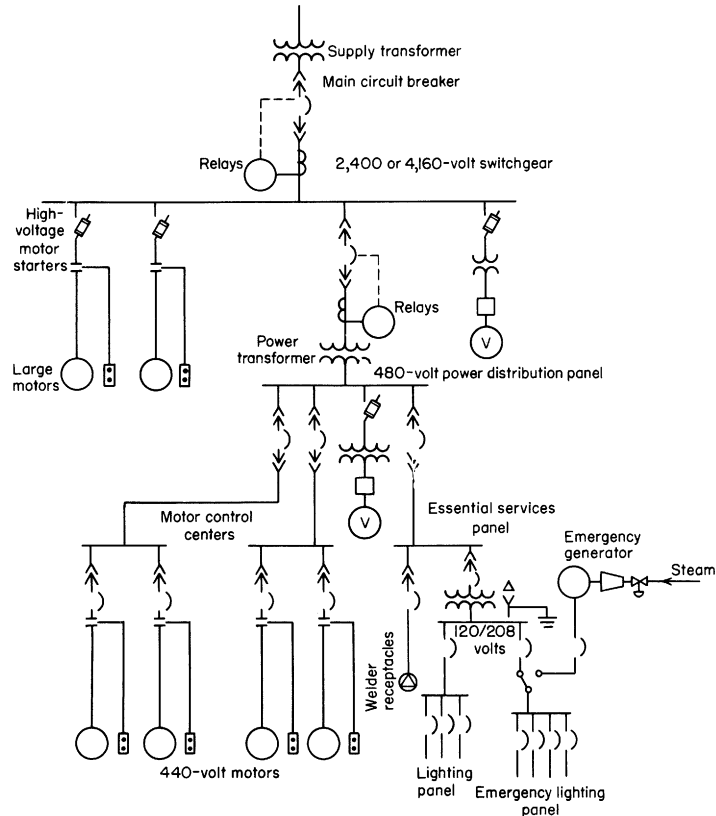 Supply transformer
Main circuit breaker
Relays
2,400 or 4,160-volt switchgear
High-
voltage
motor
starters
Relays
Power
transformer
V
Large
motors
480-volt power distribution panel
Motor control
centers
V
Essential services
panel
Emergency
generator
Steam
120/208
volts
Welder
receptacles
440-volt motors
Lighting
panel
Emergency lighting
panel